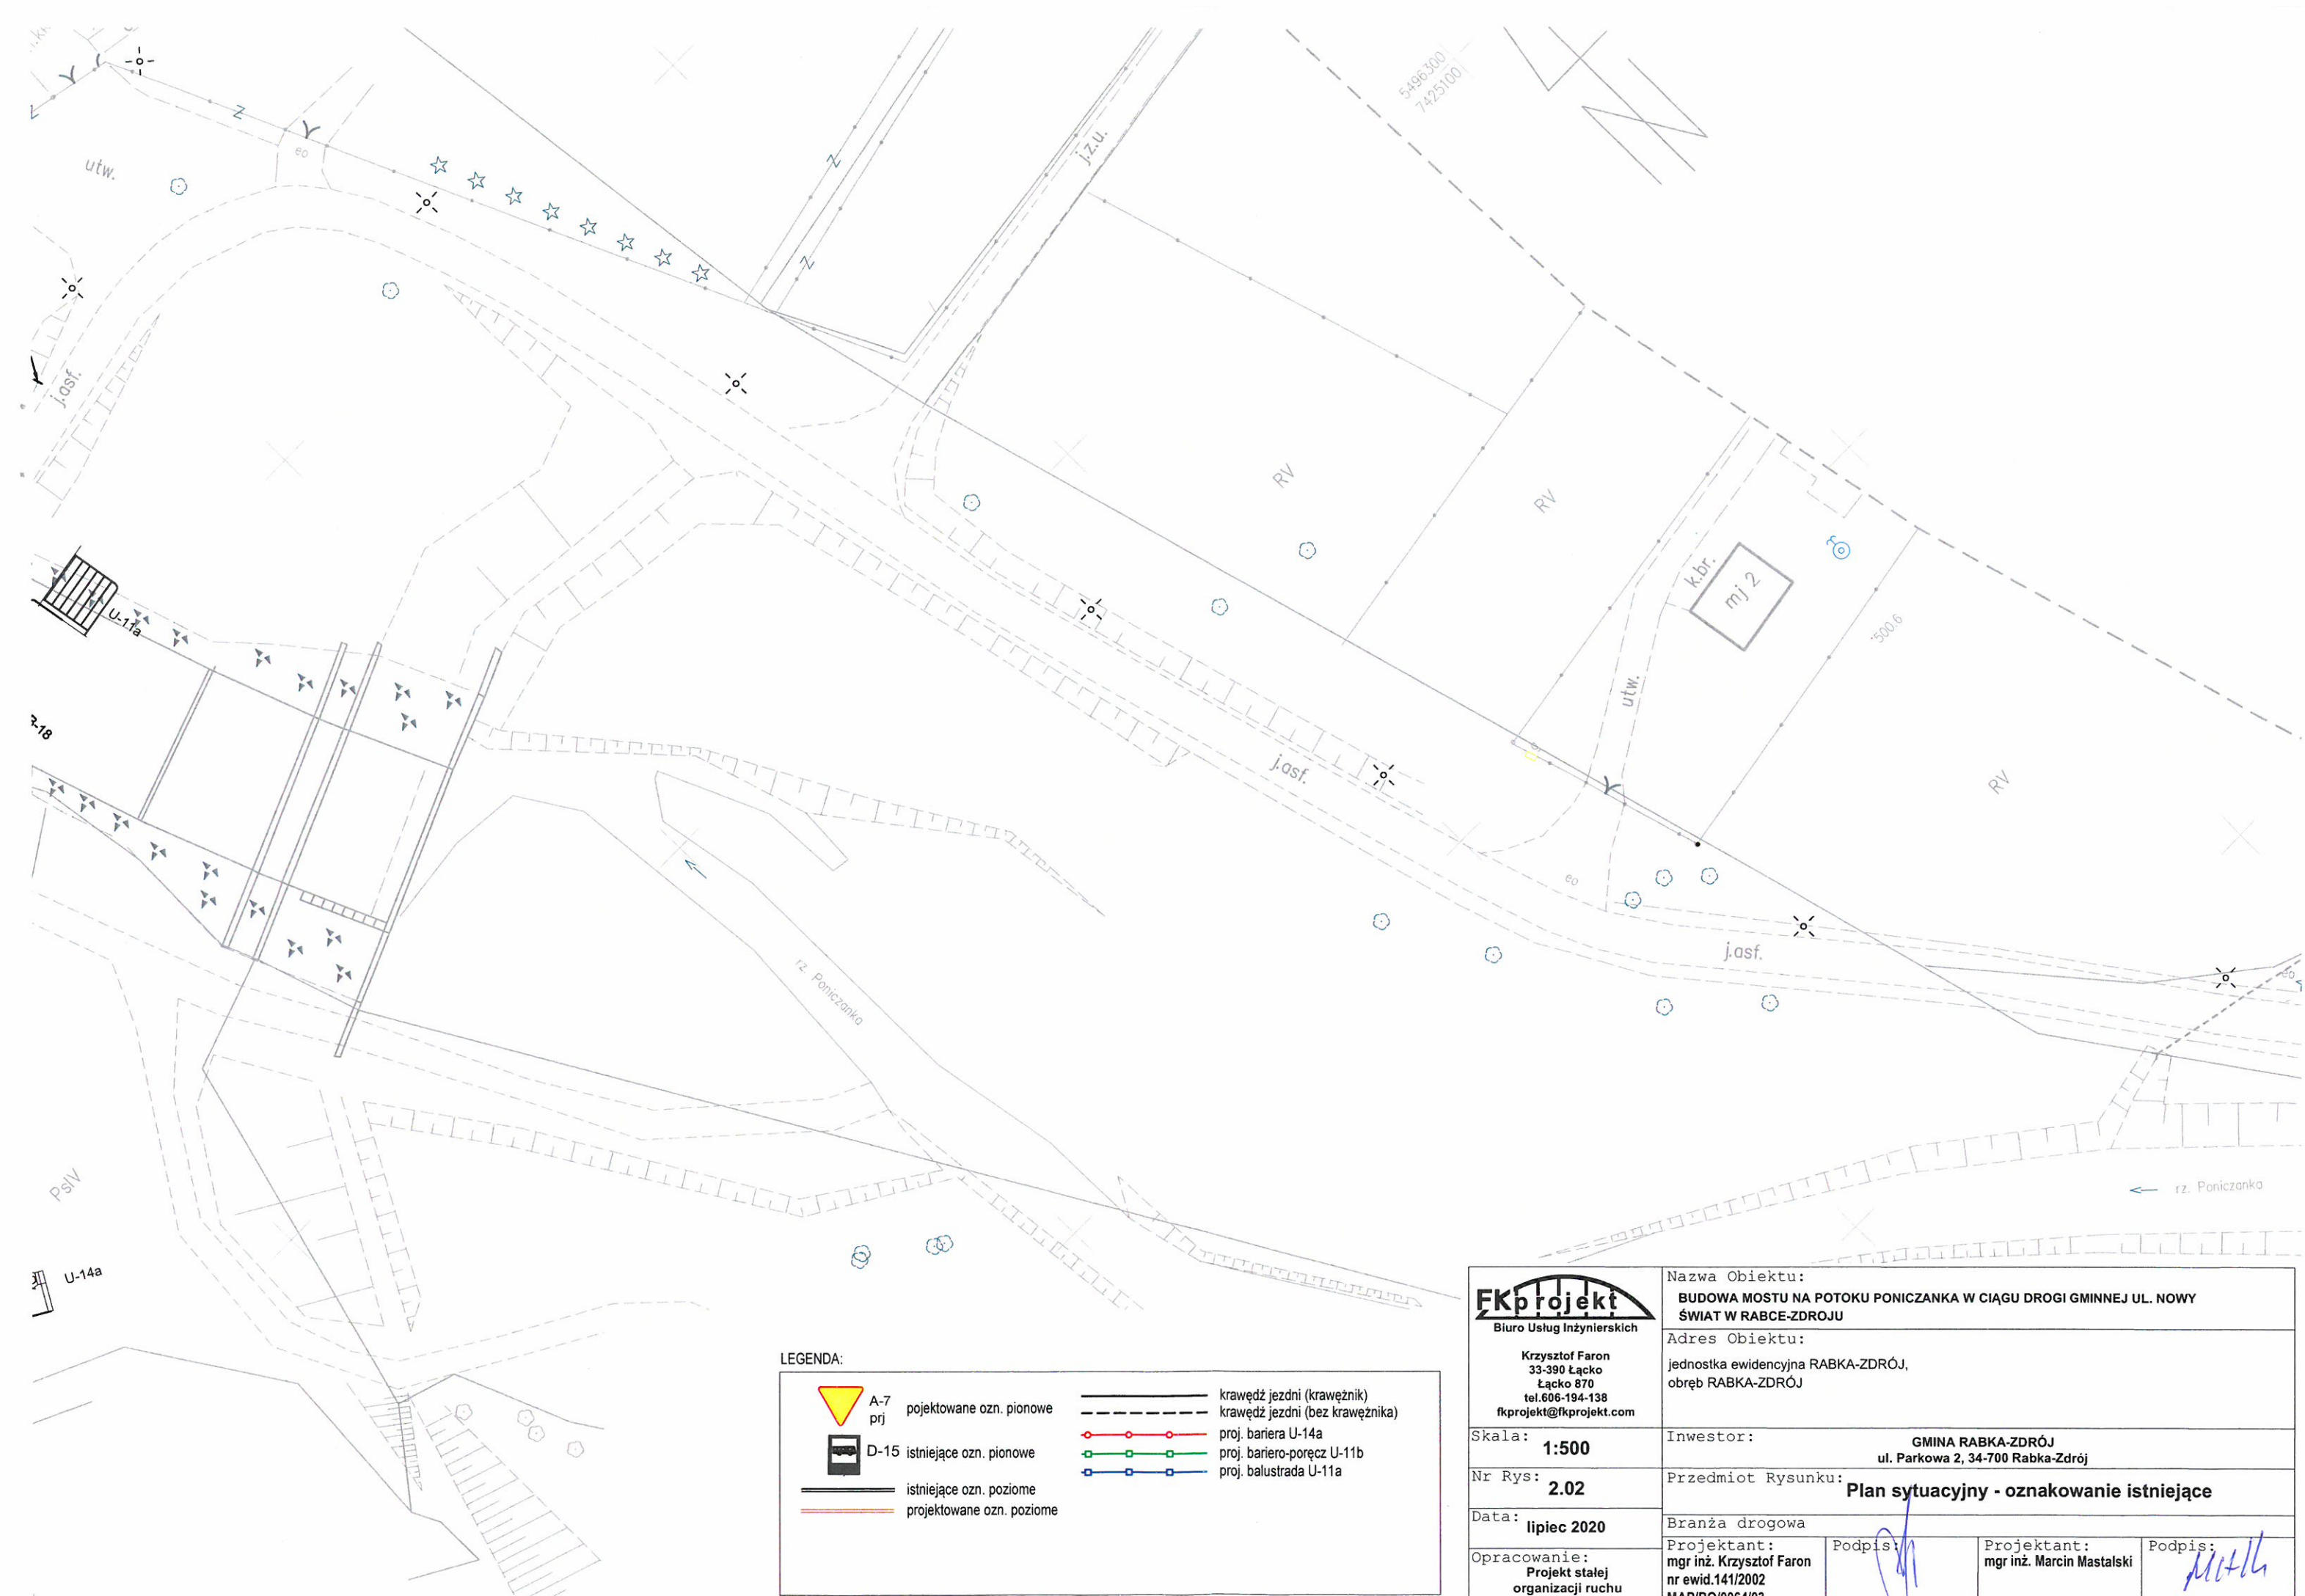 5496300
7425100
j.z.u.
utw.
eo
j.asf.
RV
RV
k.br.
mj 2
500.6
U-11a
utw.
RV
j.asf.
eo
j.asf.
eo
rz. Poniczanka
rz. Poniczanka
PsIV
U-14a
LEGENDA:
A-7
prj
pojektowane ozn. pionowe
D-15 istniejące ozn. pionowe
istniejące ozn. poziome
projektowane ozn. poziome
krawędź jezdni (krawężnik)
krawędź jezdni (bez krawężnika)
proj. bariera U-14a
proj. bariero-poręcz U-11b
proj. balustrada U-11a
FKprojekt
Biuro Usług Inżynierskich
Krzysztof Faron
33-390 Łącko
Łącko 870
tel.606-194-138
fkprojekt@fkprojekt.com
Nazwa Obiektu:
BUDOWA MOSTU NA POTOKU PONICZANKA W CIĄGU DROGI GMINNEJ UL. NOWY
ŚWIAT W RABCE-ZDROJU
Adres Obiektu:
jednostka ewidencyjna RABKA-ZDRÓJ,
obręb RABKA-ZDRÓJ
Skala:
1:500
Inwestor:
GMINA RABKA-ZDRÓJ
ul. Parkowa 2, 34-700 Rabka-Zdrój
Nr Rys:
2.02
Przedmiot Rysunku:
Plan sytuacyjny - oznakowanie istniejące
Data:
lipiec 2020
Branża drogowa
Opracowanie:
Projekt stałej
organizacji ruchu
Projektant:
mgr inż. Krzysztof Faron
nr ewid.141/2002
Podpis:
Projektant:
mgr inż. Marcin Mastalski
Podpis: